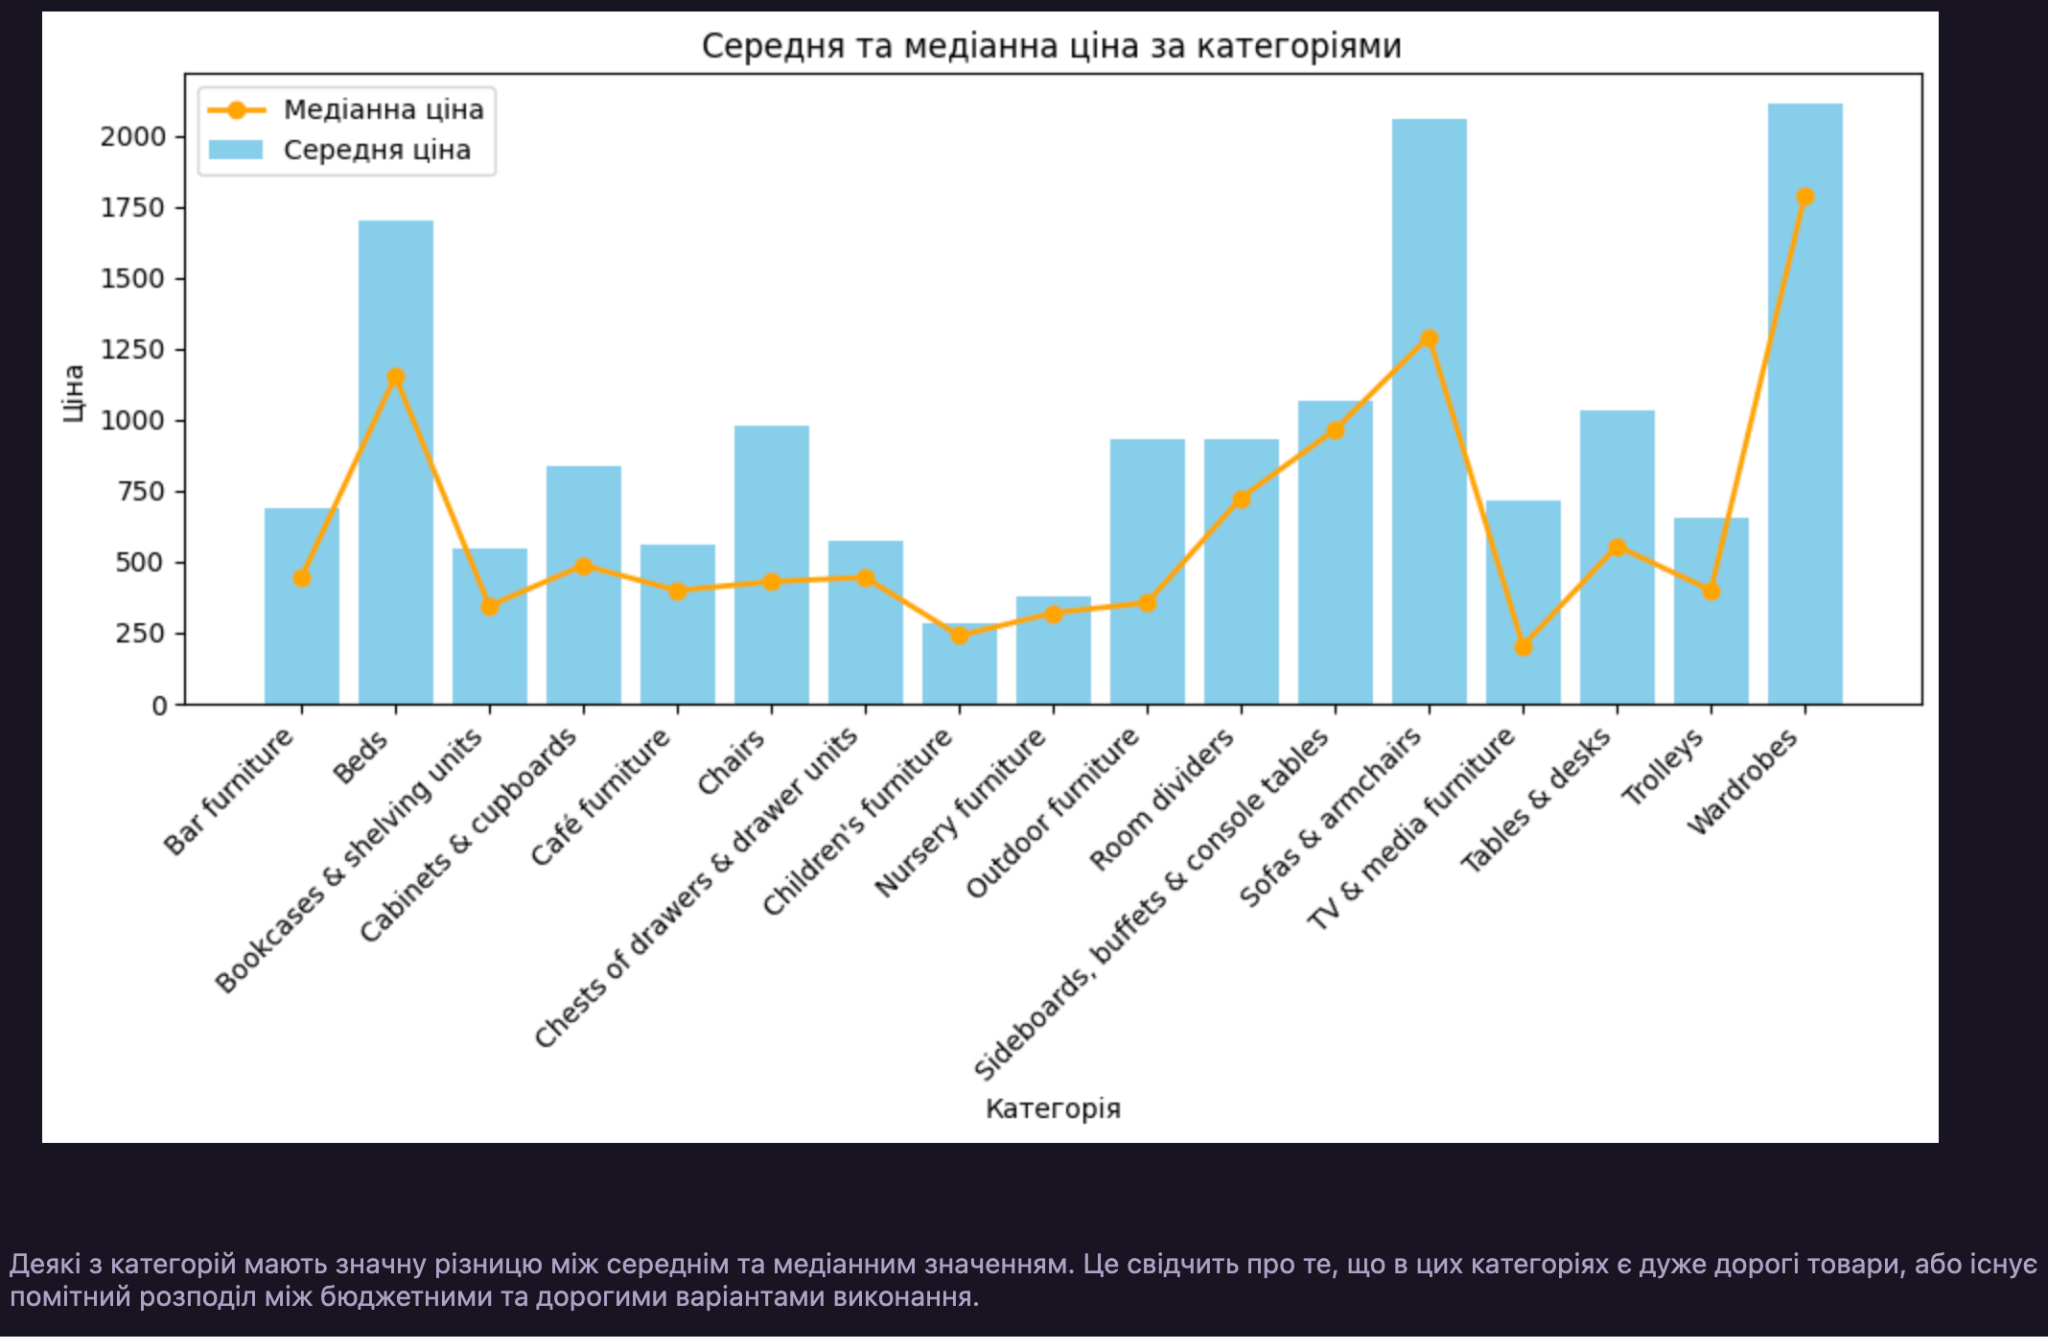 Середня та медіанна ціна за категоріями
Медіанна ціна
Середня ціна
Ціна
2000
1750
1500
1250
1000
750
500
250
0
Bar furniture
Beds
Bookcases & shelving units
Cabinets & cupboards
Café furniture
Chairs
Chests of drawers & drawer units
Children's furniture
Nursery furniture
Outdoor furniture
Room dividers
Sideboards, buffets & console tables
Sofas & armchairs
TV & media furniture
Tables & desks
Trolleys
Wardrobes
Категорія
Деякі з категорій мають значну різницю між середнім та медіанним значенням. Це свідчить про те, що в цих категоріях є дуже дорогі товари, або існує
помітний розподіл між бюджетними та дорогими варіантами виконання.